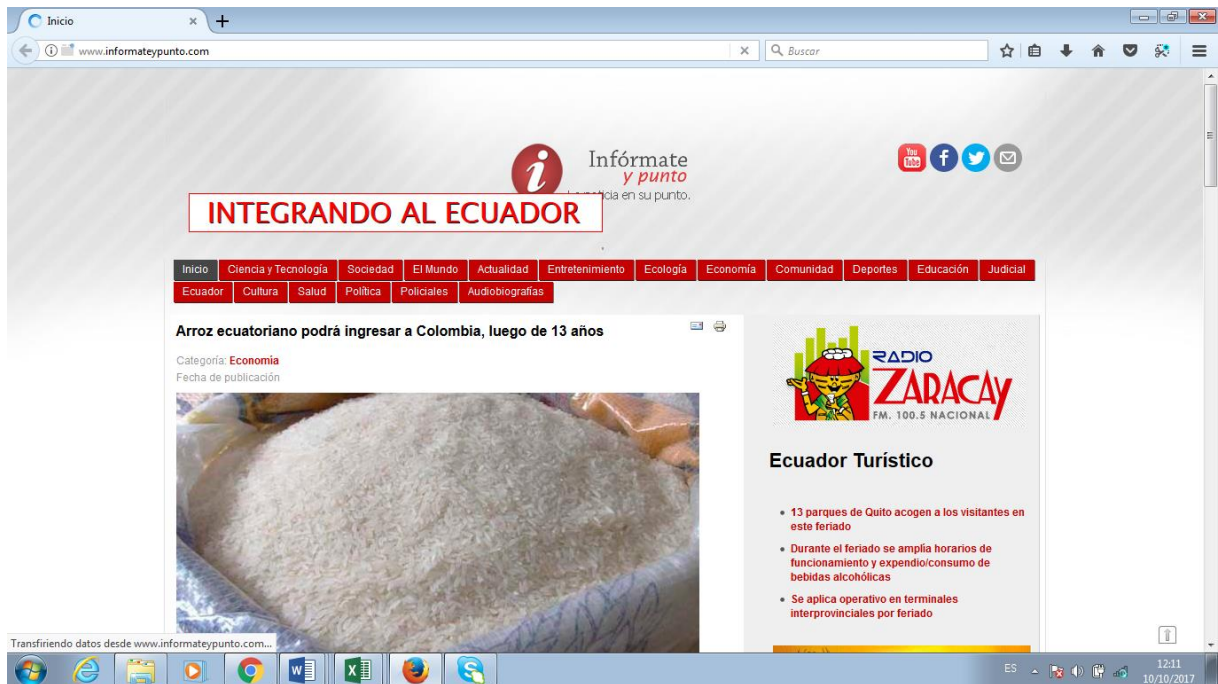 Inicio
www.informateypunto.com
Buscar
Infórmate
y punto
en su punto.
INTEGRANDO AL ECUADOR
You
Tube
Inicio Ciencia y Tecnología Sociedad El Mundo Actualidad Entretenimiento Ecología Economía Comunidad Deportes Educación Judicial
Ecuador Cultura Salud Política Policiales Audiobiografías
Arroz ecuatoriano podrá ingresar a Colombia, luego de 13 años
Categoría: Economia
Fecha de publicación
RADIO
ZARACAY
FM. 100.5 NACIONAL
Ecuador Turístico
13 parques de Quito acogen a los visitantes en
este feriado
Durante el feriado se amplía horarios de
funcionamiento y expendio/consumo de
bebidas alcohólicas
Se aplica operativo en terminales
interprovinciales por feriado
Transfiriendo datos desde www.informateypunto.com...
ES
12:11
10/10/2017